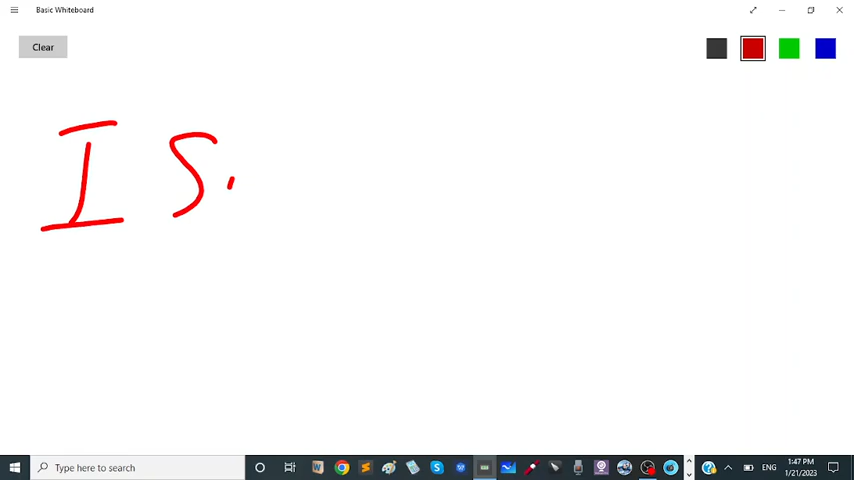 Basic Whiteboard
Clear
I S
Type here to search
ENG
1:47 PM
1/21/2023